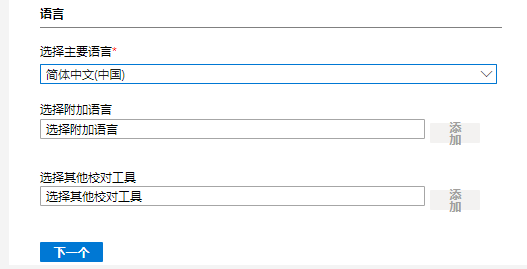 语言
选择主要语言*
简体中文(中国)
选择附加语言
选择附加语言
添
加
选择其他校对工具
选择其他校对工具
添
加
下一个